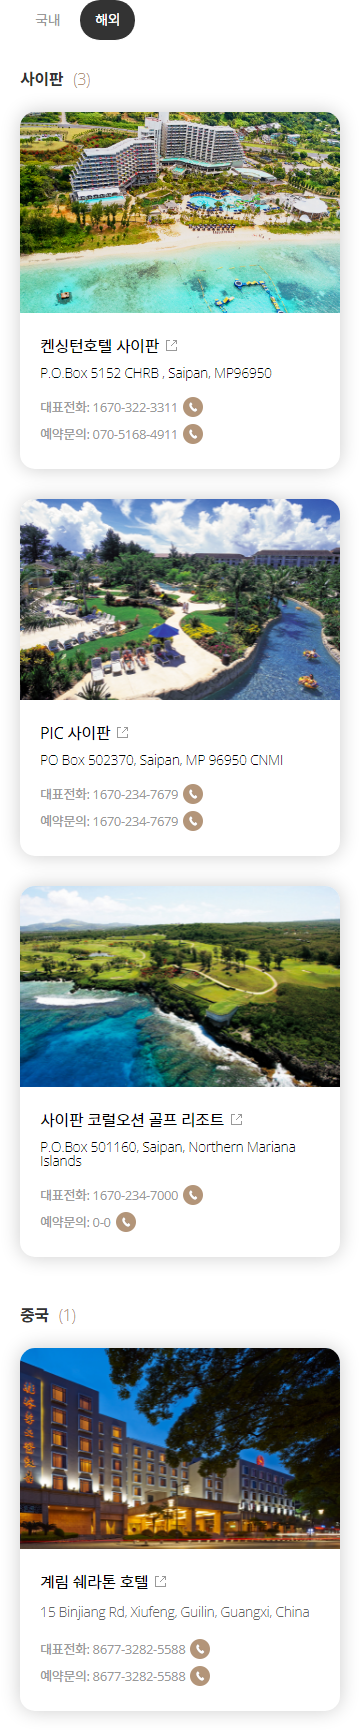 국내 해외
사이판 (3)
켄싱턴호텔 사이판
P.O.Box 5152 CHRB , Saipan, MP96950
대표전화: 1670-322-3311
예약문의: 070-5168-4911
PIC 사이판
PO Box 502370, Saipan, MP 96950 CNMI
대표전화: 1670-234-7679
예약문의: 1670-234-7679
사이판 코럴오션 골프 리조트
P.O.Box 501160, Saipan, Northern Mariana
Islands
대표전화: 1670-234-7000
예약문의: 0-0
중국 (1)
계림 쉐라톤 호텔
15 Binjiang Rd, Xiufeng, Guilin, Guangxi, China
대표전화: 8677-3282-5588
예약문의: 8677-3282-5588